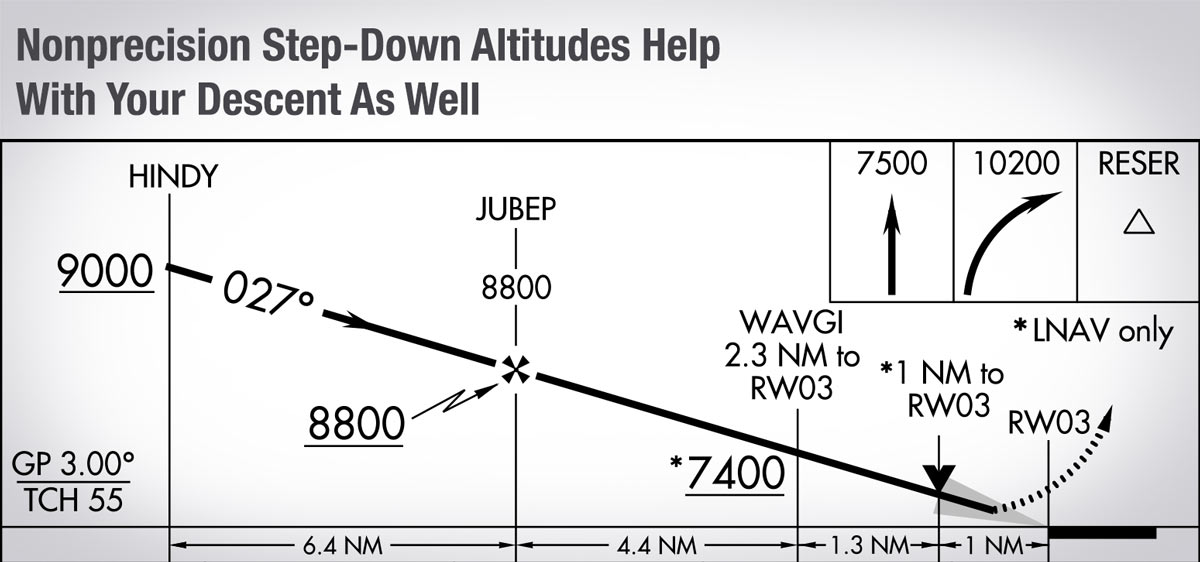 Nonprecision Step-Down Altitudes Help
With Your Descent As Well
HINDY
9000
027°
JUBEP
8800
8800
WAVGI
2.3 NM to
RW03
*7400
*1 NM to
RW03
RW03
7500
10200
RESER
*LNAV only
GP 3.00°
TCH 55
6.4 NM
4.4 NM
1.3 NM
1 NM